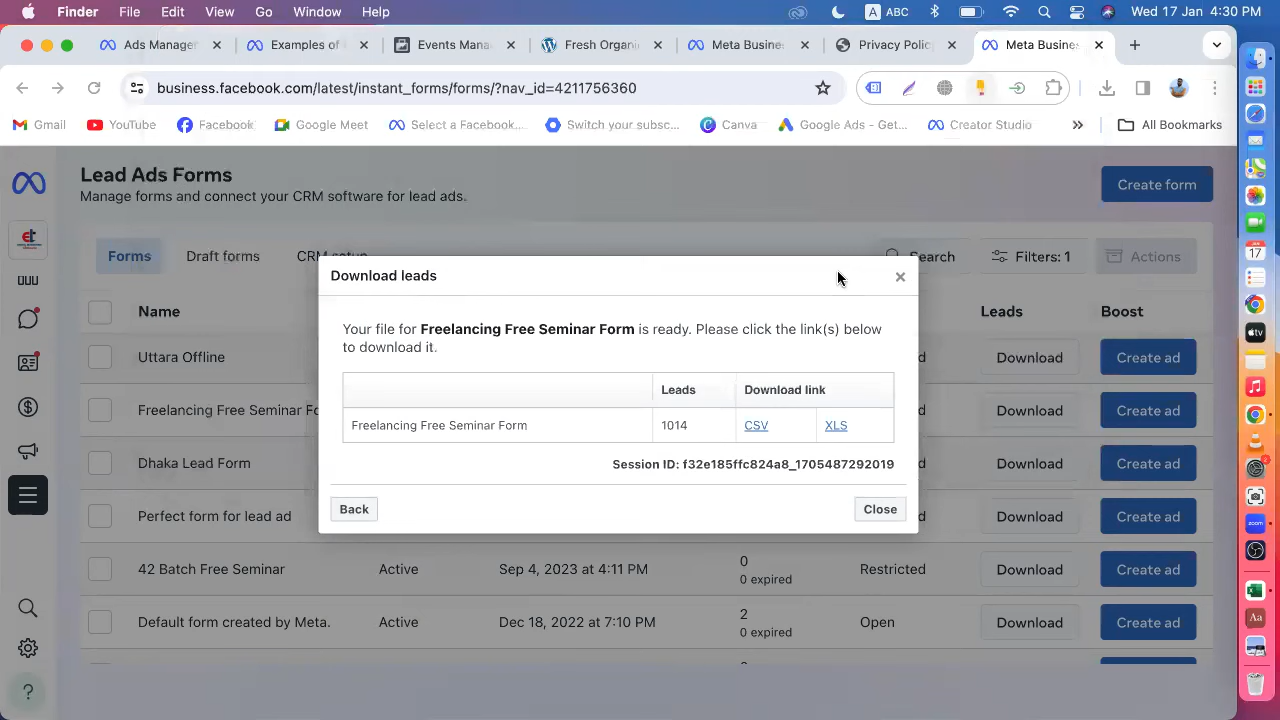 Finder File Edit View Go Window Help A ABC Wed 17 Jan 4:30 PM
Ads Manage Examples of Events Mana Fresh Organi Meta Busine Privacy Polic Meta Busine
business.facebook.com/latest/instant_forms/forms/?nav_id=4211756360
Gmail YouTube Facebook Google Meet Select a Facebook... Switch your subsc... Canva Google Ads - Get... Creator Studio All Bookmarks
Lead Ads Forms
Manage forms and connect your CRM software for lead ads.
Create form
Forms Draft forms CRM setup Search Filters: 1 Actions
Download leads
Name Leads Boost
Your file for Freelancing Free Seminar Form is ready. Please click the link(s) below
to download it.
Uttara Offline Download Create ad
Leads Download link
Freelancing Free Seminar Fo Download Create ad
Freelancing Free Seminar Form 1014 CSV XLS
Dhaka Lead Form Download Create ad
Session ID: f32e185ffc824a8_1705487292019
Back Close
Perfect form for lead ad Download Create ad
42 Batch Free Seminar Active Sep 4, 2023 at 4:11 PM 0 Restricted Download Create ad
0 expired
Default form created by Meta. Active Dec 18, 2022 at 7:10 PM 2 Open Download Create ad
0 expired